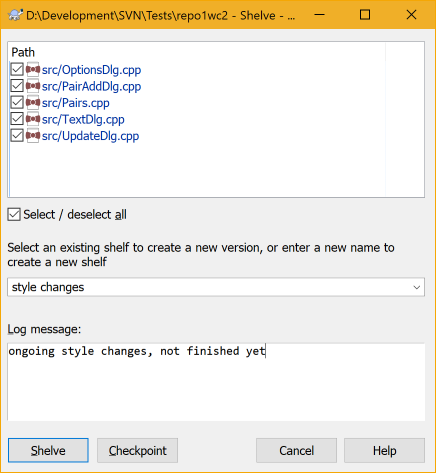 D:\Development\SVN\Tests\repo1wc2 - Shelve - ...
Path
src/OptionsDlg.cpp
src/PairAddDlg.cpp
src/Pairs.cpp
src/TextDlg.cpp
src/UpdateDlg.cpp
Select / deselect all
Select an existing shelf to create a new version, or enter a new name to
create a new shelf
style changes
Log message:
ongoing style changes, not finished yet
Shelve Checkpoint Cancel Help